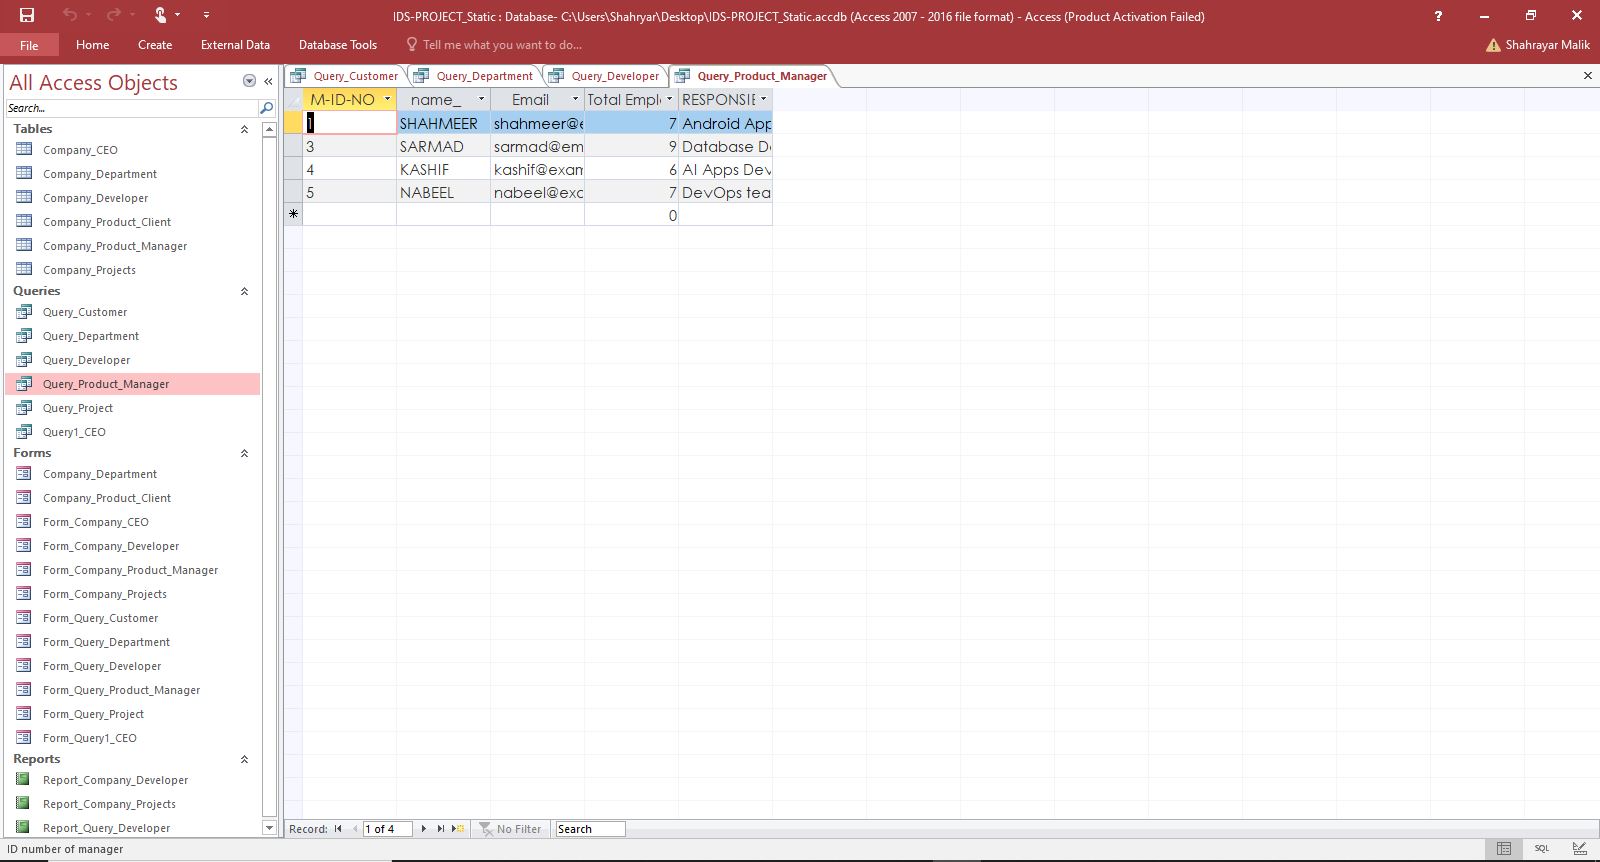 IDS-PROJECT_Static : Database- C:\Users\Shahryar\Desktop\IDS-PROJECT_Static.accdb (Access 2007 - 2016 file format) - Access (Product Activation Failed)
File Home Create External Data Database Tools Tell me what you want to do... Shahrayar Malik
All Access Objects
Search...
Tables
Company_CEO
Company_Department
Company_Developer
Company_Product_Client
Company_Product_Manager
Company_Projects
Queries
Query_Customer
Query_Department
Query_Developer
Query_Product_Manager
Query_Project
Query1_CEO
Forms
Company_Department
Company_Product_Client
Form_Company_CEO
Form_Company_Developer
Form_Company_Product_Manager
Form_Company_Projects
Form_Query_Customer
Form_Query_Department
Form_Query_Developer
Form_Query_Product_Manager
Form_Query_Project
Form_Query1_CEO
Reports
Report_Company_Developer
Report_Company_Projects
Report_Query_Developer
Query_Customer Query_Department Query_Developer Query_Product_Manager
M-ID-NO name_ Email Total Empl RESPONSIE
1 SHAHMEER shahmeer@e 7 Android App
3 SARMAD sarmad@em 9 Database D
4 KASHIF kashif@exam 6 AI Apps Dev
5 NABEEL nabeel@exa 7 DevOps tea
* 0
Record: 1 of 4 No Filter Search
ID number of manager SQL